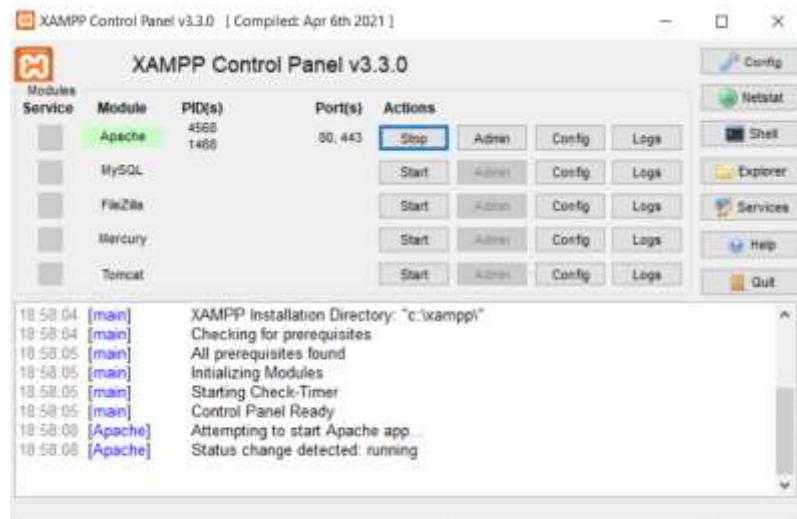 XAMPP Control Panel v3.3.0 [ Compiled: Apr 6th 2021 ]
XAMPP Control Panel v3.3.0
Config
Modules
Service Module PID(s) Port(s) Actions
Netstat
Apache 4568 1468 80, 443 Stop Admin Config Logs
Shell
MySQL Start Admin Config Logs
Explorer
FileZilla Start Admin Config Logs
Services
Mercury Start Admin Config Logs
Help
Tomcat Start Admin Config Logs
Quit
18:58:04 [main] XAMPP Installation Directory: "c:\xampp\"
18:58:04 [main] Checking for prerequisites
18:58:05 [main] All prerequisites found
18:58:05 [main] Initializing Modules
18:58:05 [main] Starting Check-Timer
18:58:05 [main] Control Panel Ready
18:58:08 [Apache] Attempting to start Apache app...
18:58:08 [Apache] Status change detected: running